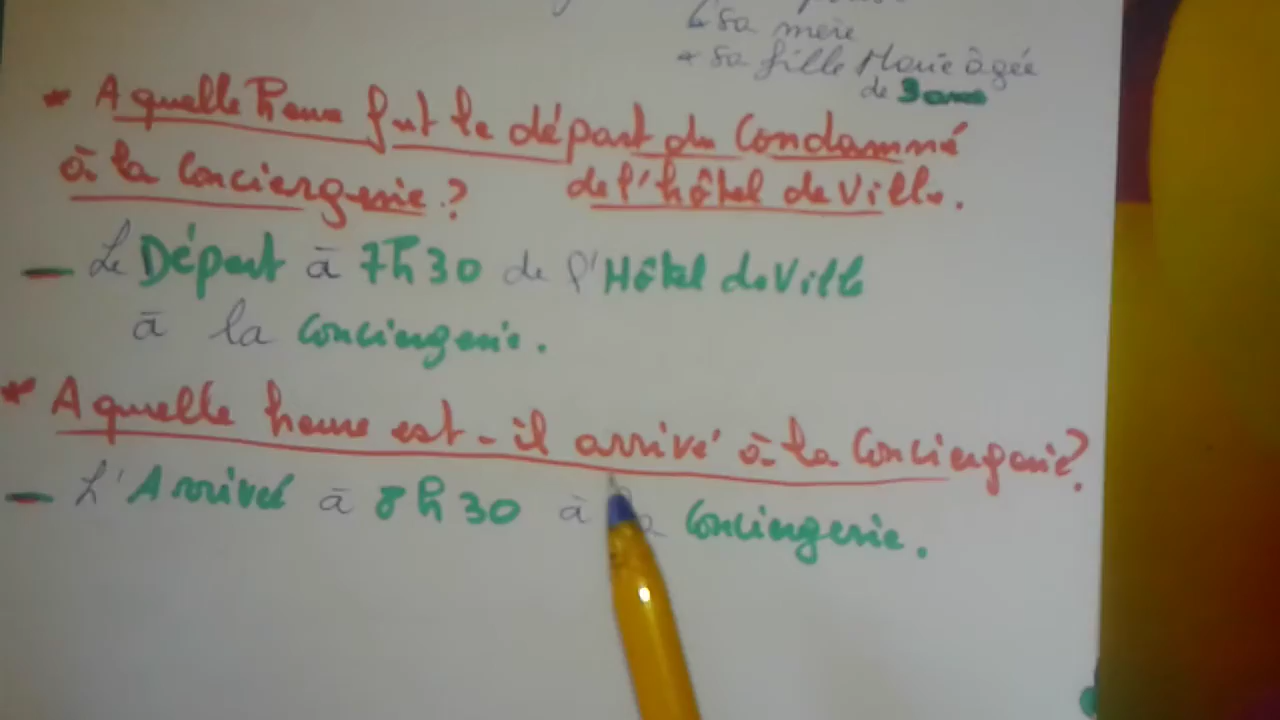 ↳ sa mère
* sa fille Marie âgée
de 3 ans
* A quelle heure fut le départ du Condamné
à la Conciergerie ? de l'hôtel de Ville.
— Le Départ à 7h30 de l'Hôtel de Ville
à la Conciergerie.
* A quelle heure est-il arrivé à la Conciergerie ?
— L'Arrivée à 8h30 à la Conciergerie.